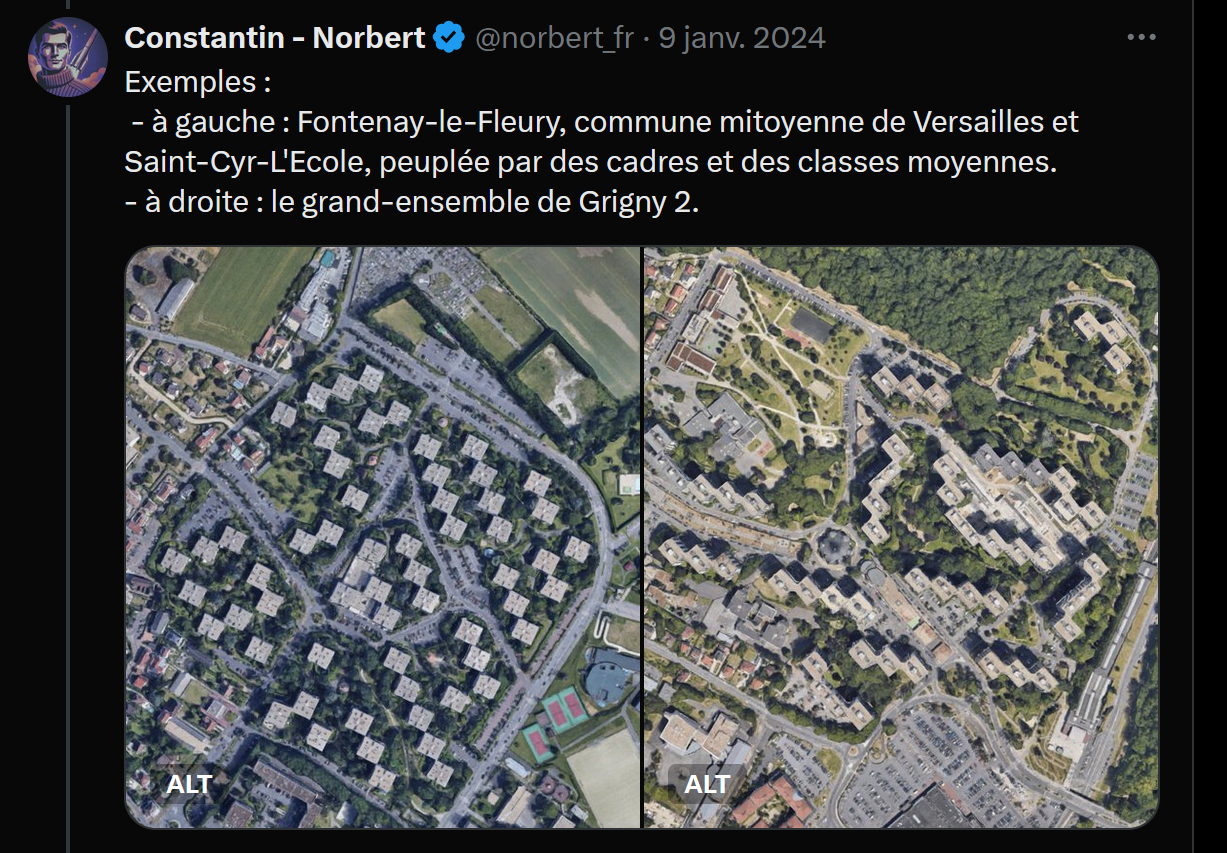 Constantin - Norbert @norbert_fr · 9 janv. 2024
Exemples :
- à gauche : Fontenay-le-Fleury, commune mitoyenne de Versailles et
Saint-Cyr-L'Ecole, peuplée par des cadres et des classes moyennes.
- à droite : le grand-ensemble de Grigny 2.
ALT
ALT